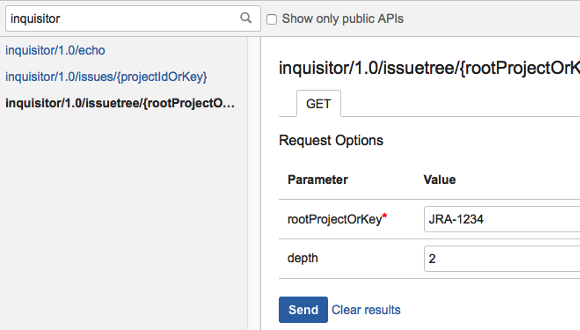 inquisitor
Show only public APIs
inquisitor/1.0/echo
inquisitor/1.0/issues/{projectIdOrKey}
inquisitor/1.0/issuetree/{rootProjectO...
inquisitor/1.0/issuetree/{rootProjectOrK
GET
Request Options
Parameter Value
rootProjectOrKey* JRA-1234
depth 2
Send Clear results